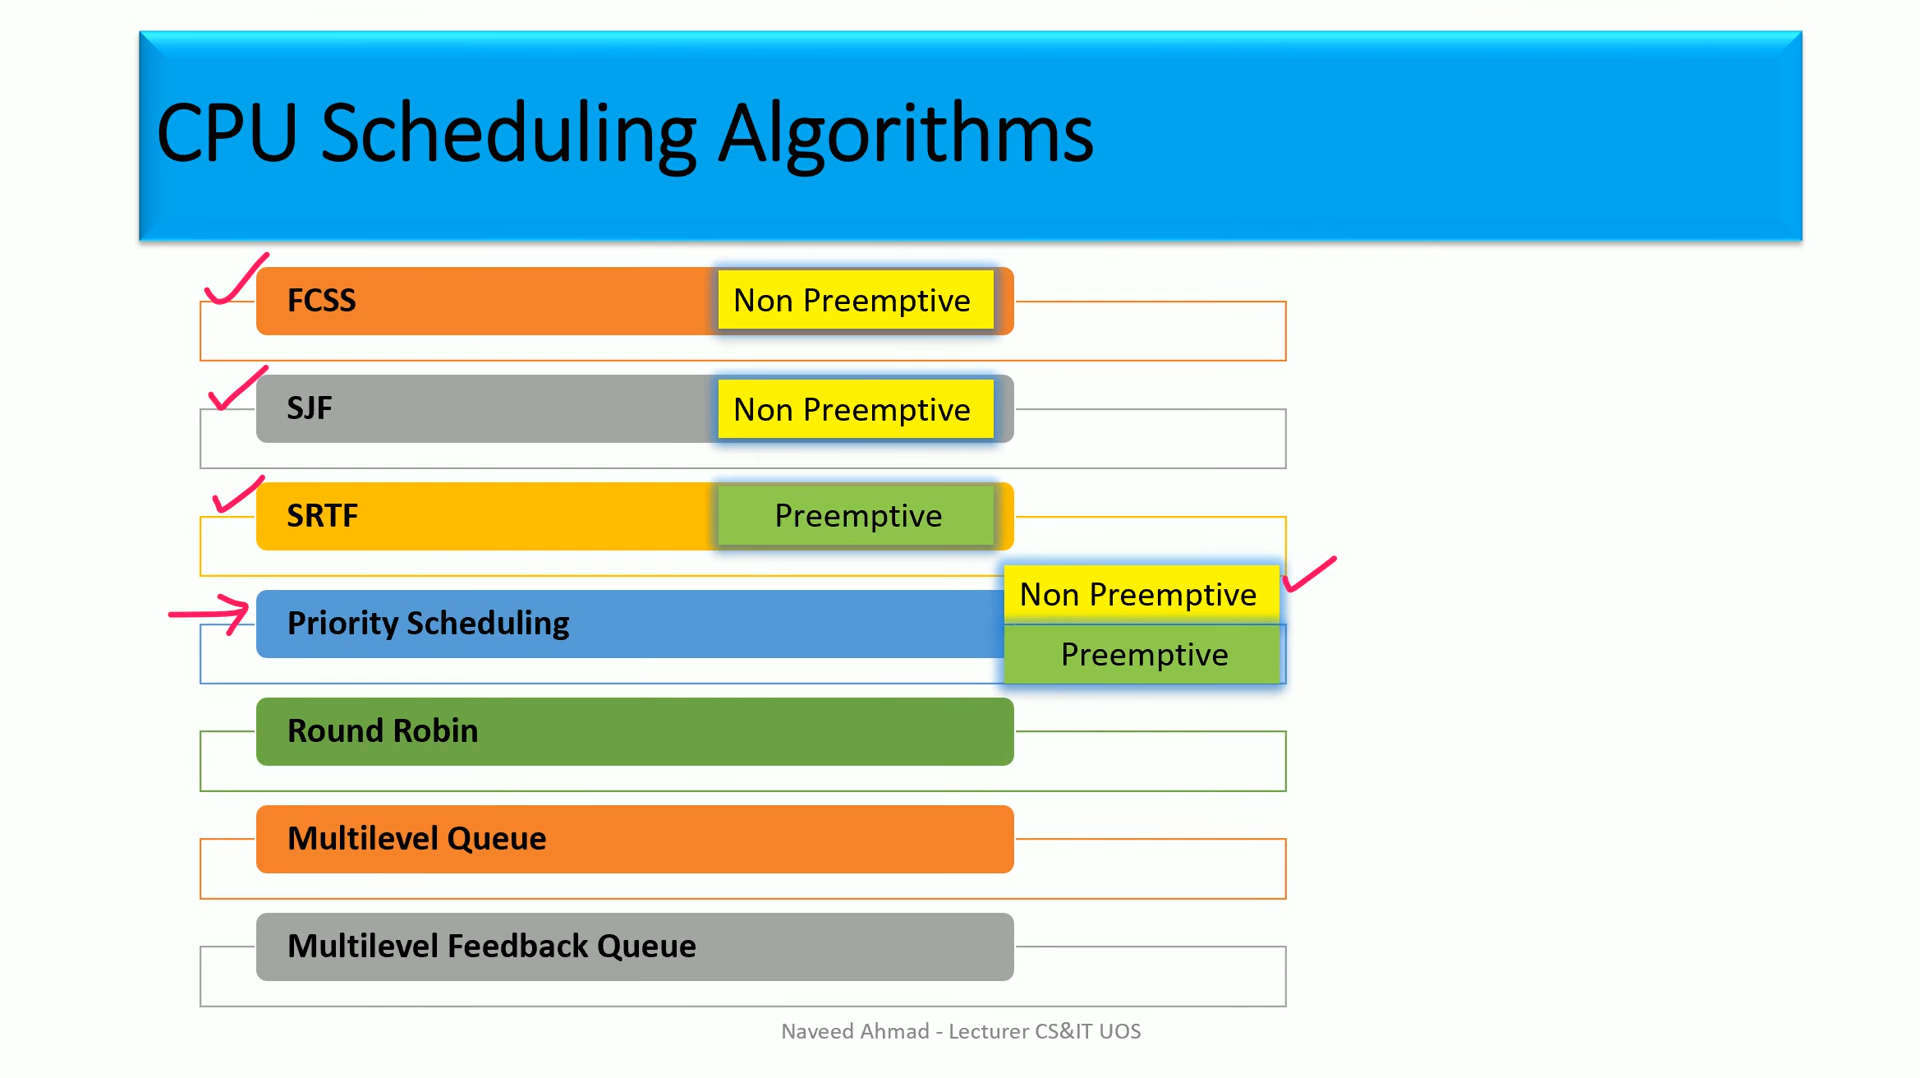 CPU Scheduling Algorithms
FCSS
Non Preemptive
SJF
Non Preemptive
SRTF
Preemptive
Non Preemptive
Priority Scheduling
Preemptive
Round Robin
Multilevel Queue
Multilevel Feedback Queue
Naveed Ahmad - Lecturer CS&IT UOS